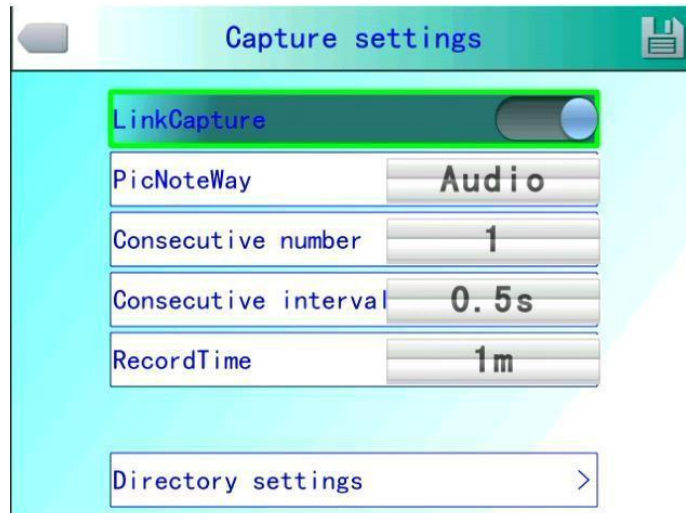 Capture settings
LinkCapture
PicNoteWay Audio
Consecutive number 1
Consecutive interval 0.5s
RecordTime 1m
Directory settings >